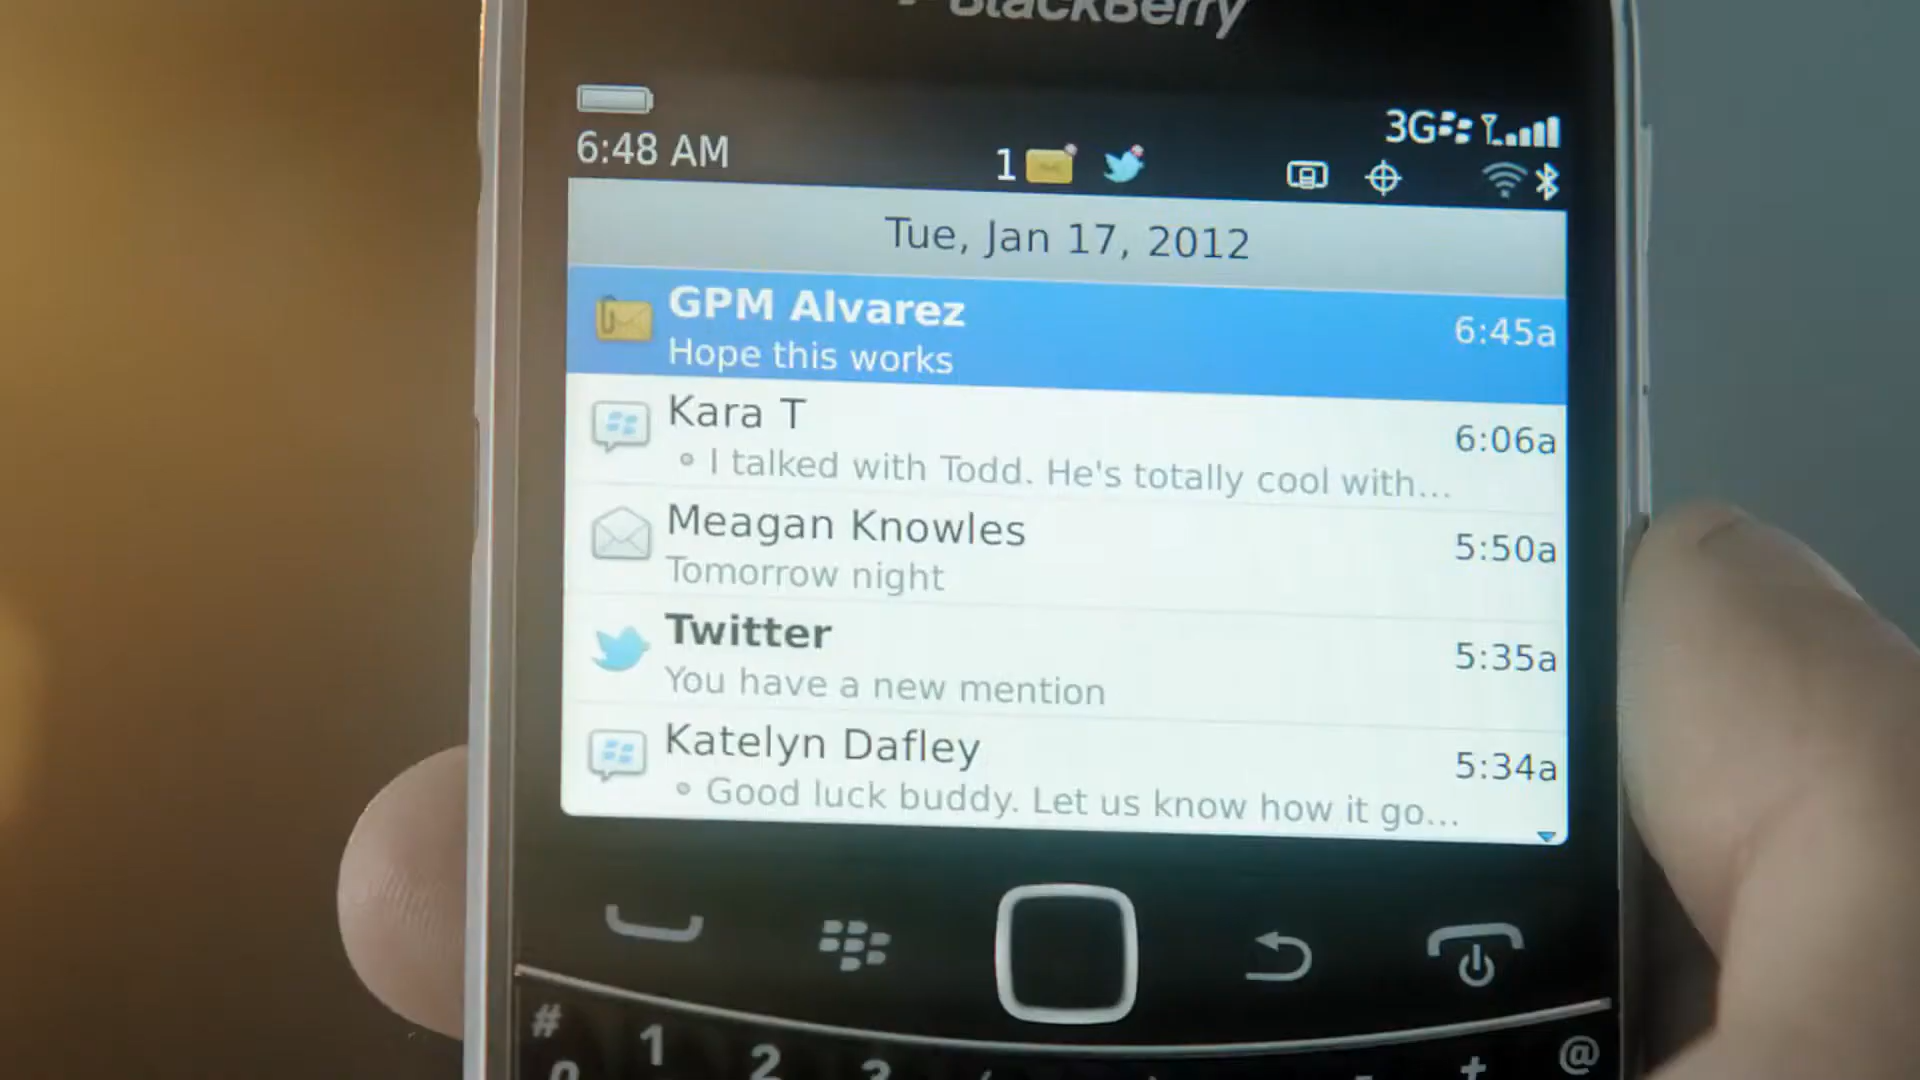 BlackBerry
6:48 AM
1
3G
Tue, Jan 17, 2012
GPM Alvarez
6:45a
Hope this works
Kara T
6:06a
I talked with Todd. He's totally cool with...
Meagan Knowles
5:50a
Tomorrow night
Twitter
5:35a
You have a new mention
Katelyn Dafley
5:34a
Good luck buddy. Let us know how it go...
# 1 2 3 + @